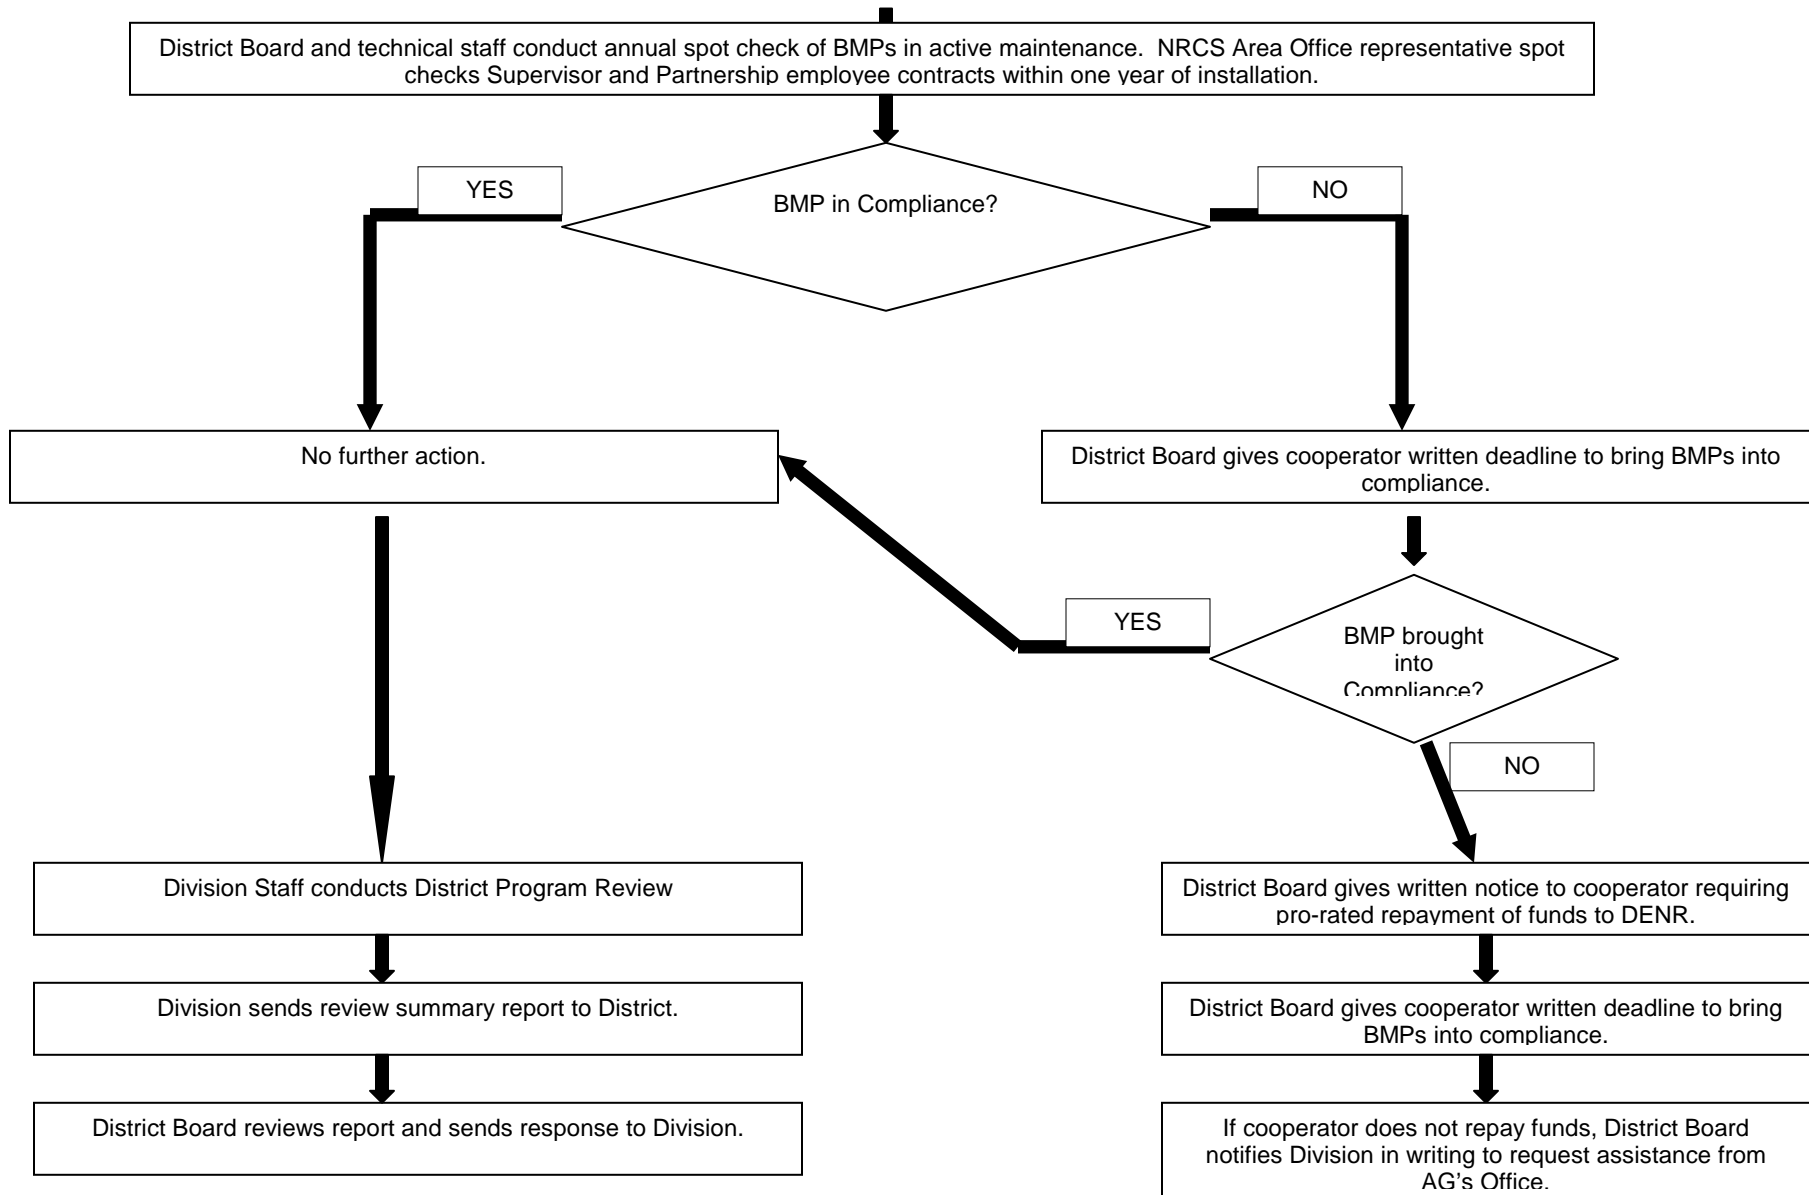 District Board and technical staff conduct annual spot check of BMPs in active maintenance.  NRCS Area Office representative spot
checks Supervisor and Partnership employee contracts within one year of installation.
YES
BMP in Compliance?
NO
No further action.
District Board gives cooperator written deadline to bring BMPs into
compliance.
YES
BMP brought
into
Compliance?
NO
Division Staff conducts District Program Review
District Board gives written notice to cooperator requiring
pro-rated repayment of funds to DENR.
Division sends review summary report to District.
District Board gives cooperator written deadline to bring
BMPs into compliance.
District Board reviews report and sends response to Division.
If cooperator does not repay funds, District Board
notifies Division in writing to request assistance from
AG's Office.